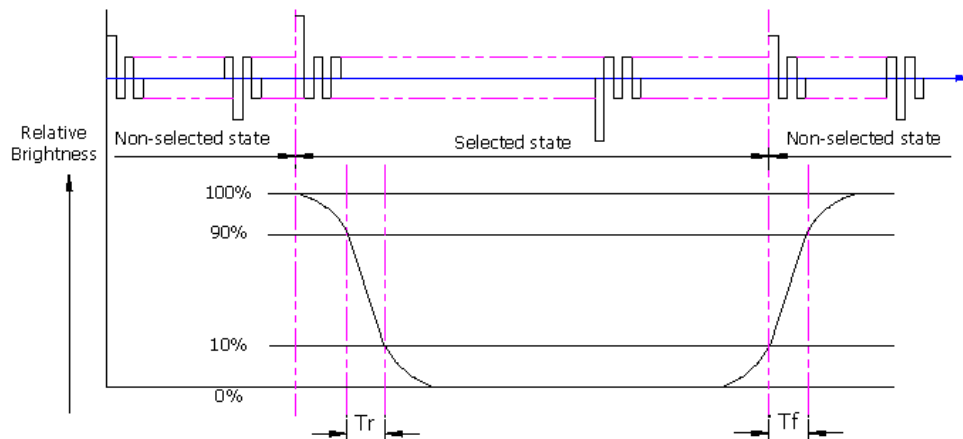 Relative
Brightness
Non-selected state
Selected state
Non-selected state
100%
90%
10%
0%
Tr
Tf